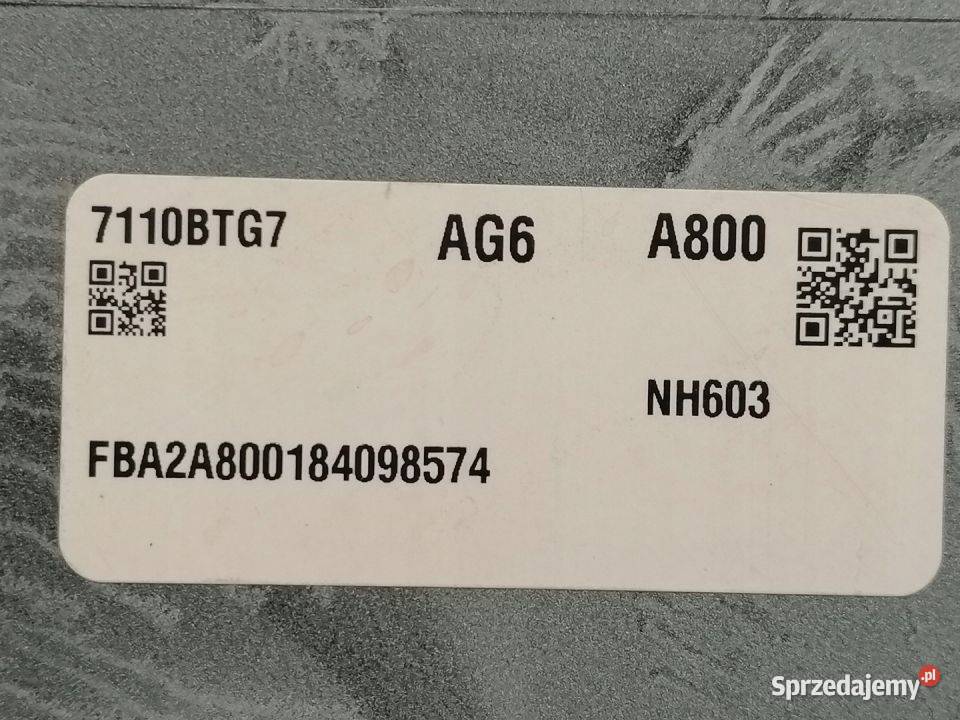 7110BTG7 AG6 A800
NH603
FBA2A800184098574
Sprzedajemy.pl